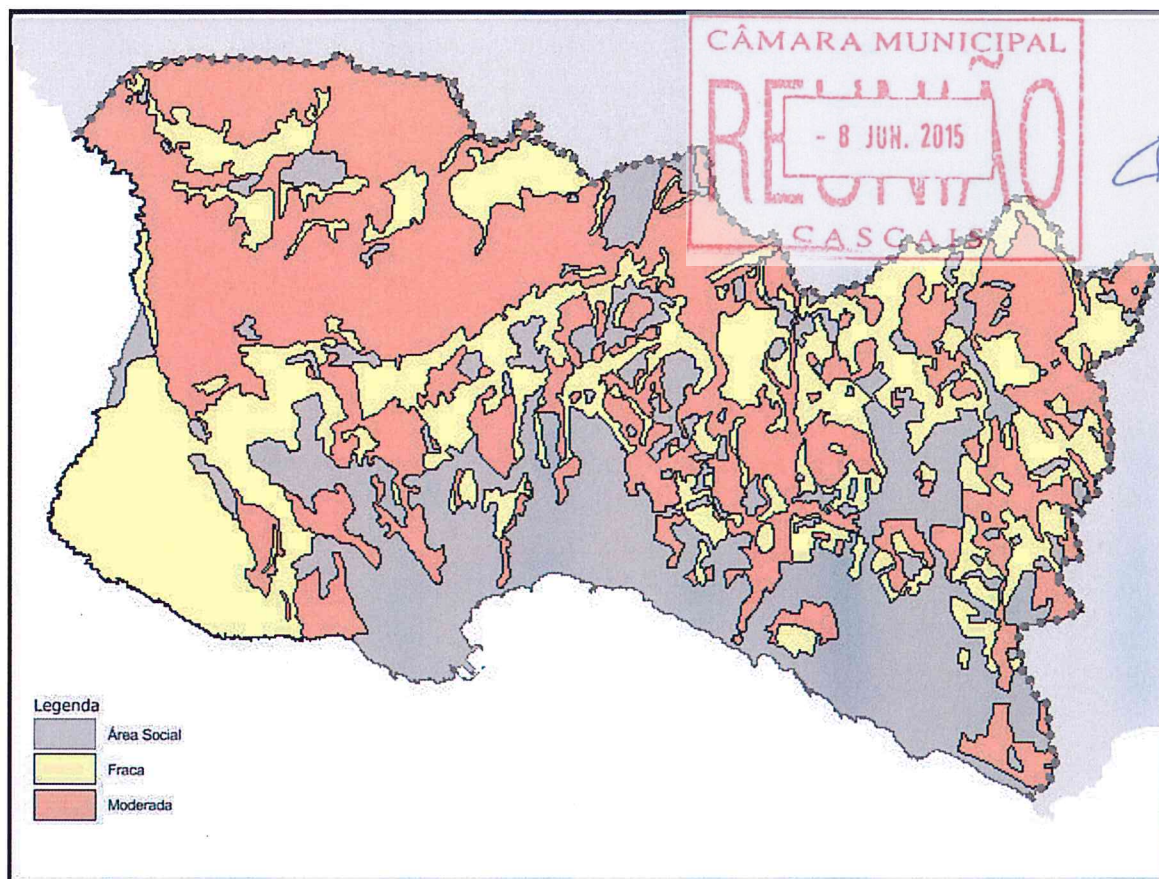 CÂMARA MUNICIPAL
REUNIÃO
- 8 JUN. 2015
CASCAIS
Legenda
Área Social
Fraca
Moderada